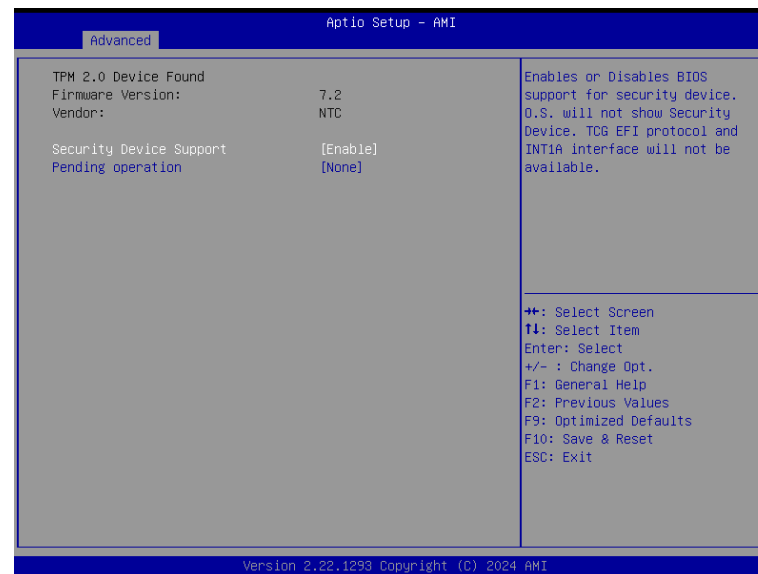 Aptio Setup – AMI
Advanced
TPM 2.0 Device Found
Firmware Version: 7.2
Vendor: NTC
Security Device Support [Enable]
Pending operation [None]
Enables or Disables BIOS
support for security device.
O.S. will not show Security
Device. TCG EFI protocol and
INT1A interface will not be
available.
→←: Select Screen
↑↓: Select Item
Enter: Select
+/- : Change Opt.
F1: General Help
F2: Previous Values
F9: Optimized Defaults
F10: Save & Reset
ESC: Exit
Version 2.22.1293 Copyright (C) 2024 AMI